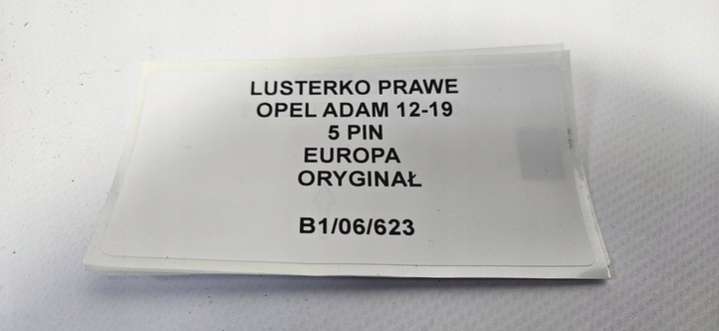 LUSTERKO PRAWE
OPEL ADAM 12-19
5 PIN
EUROPA
ORYGINAŁ
B1/06/623